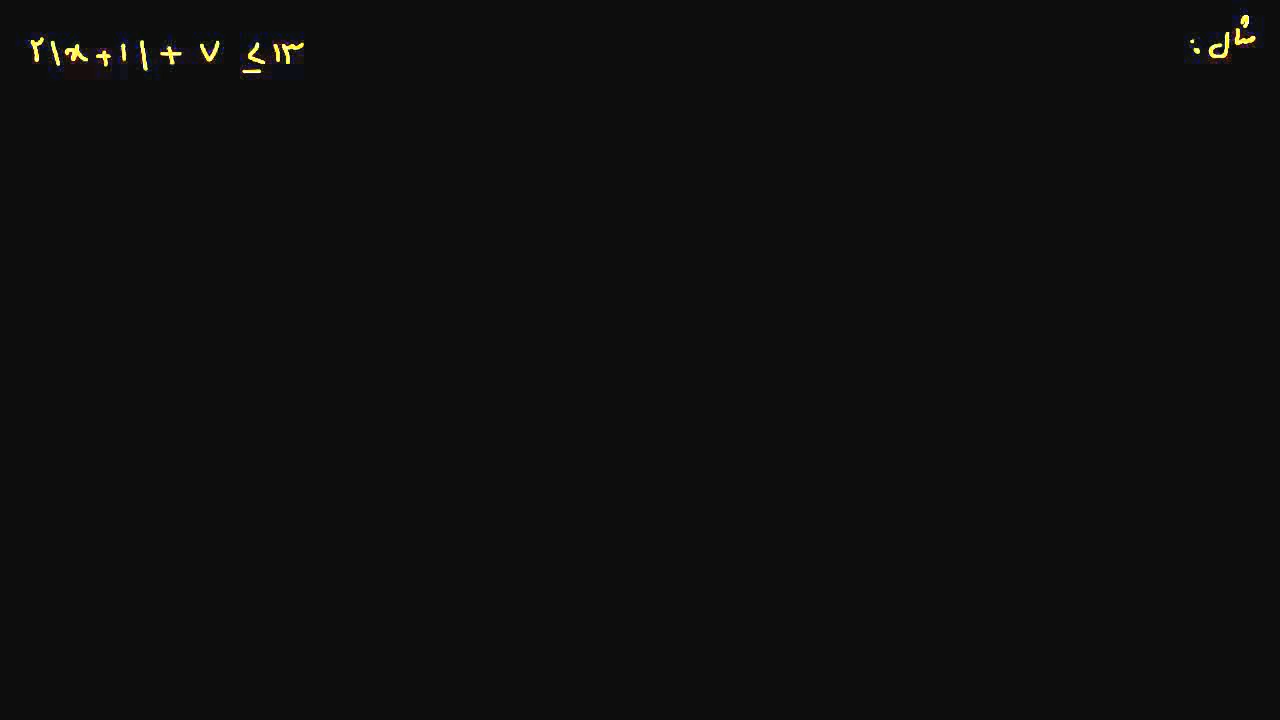 مثال :
۲|x+۱| + ۷ ≤ ۱۳